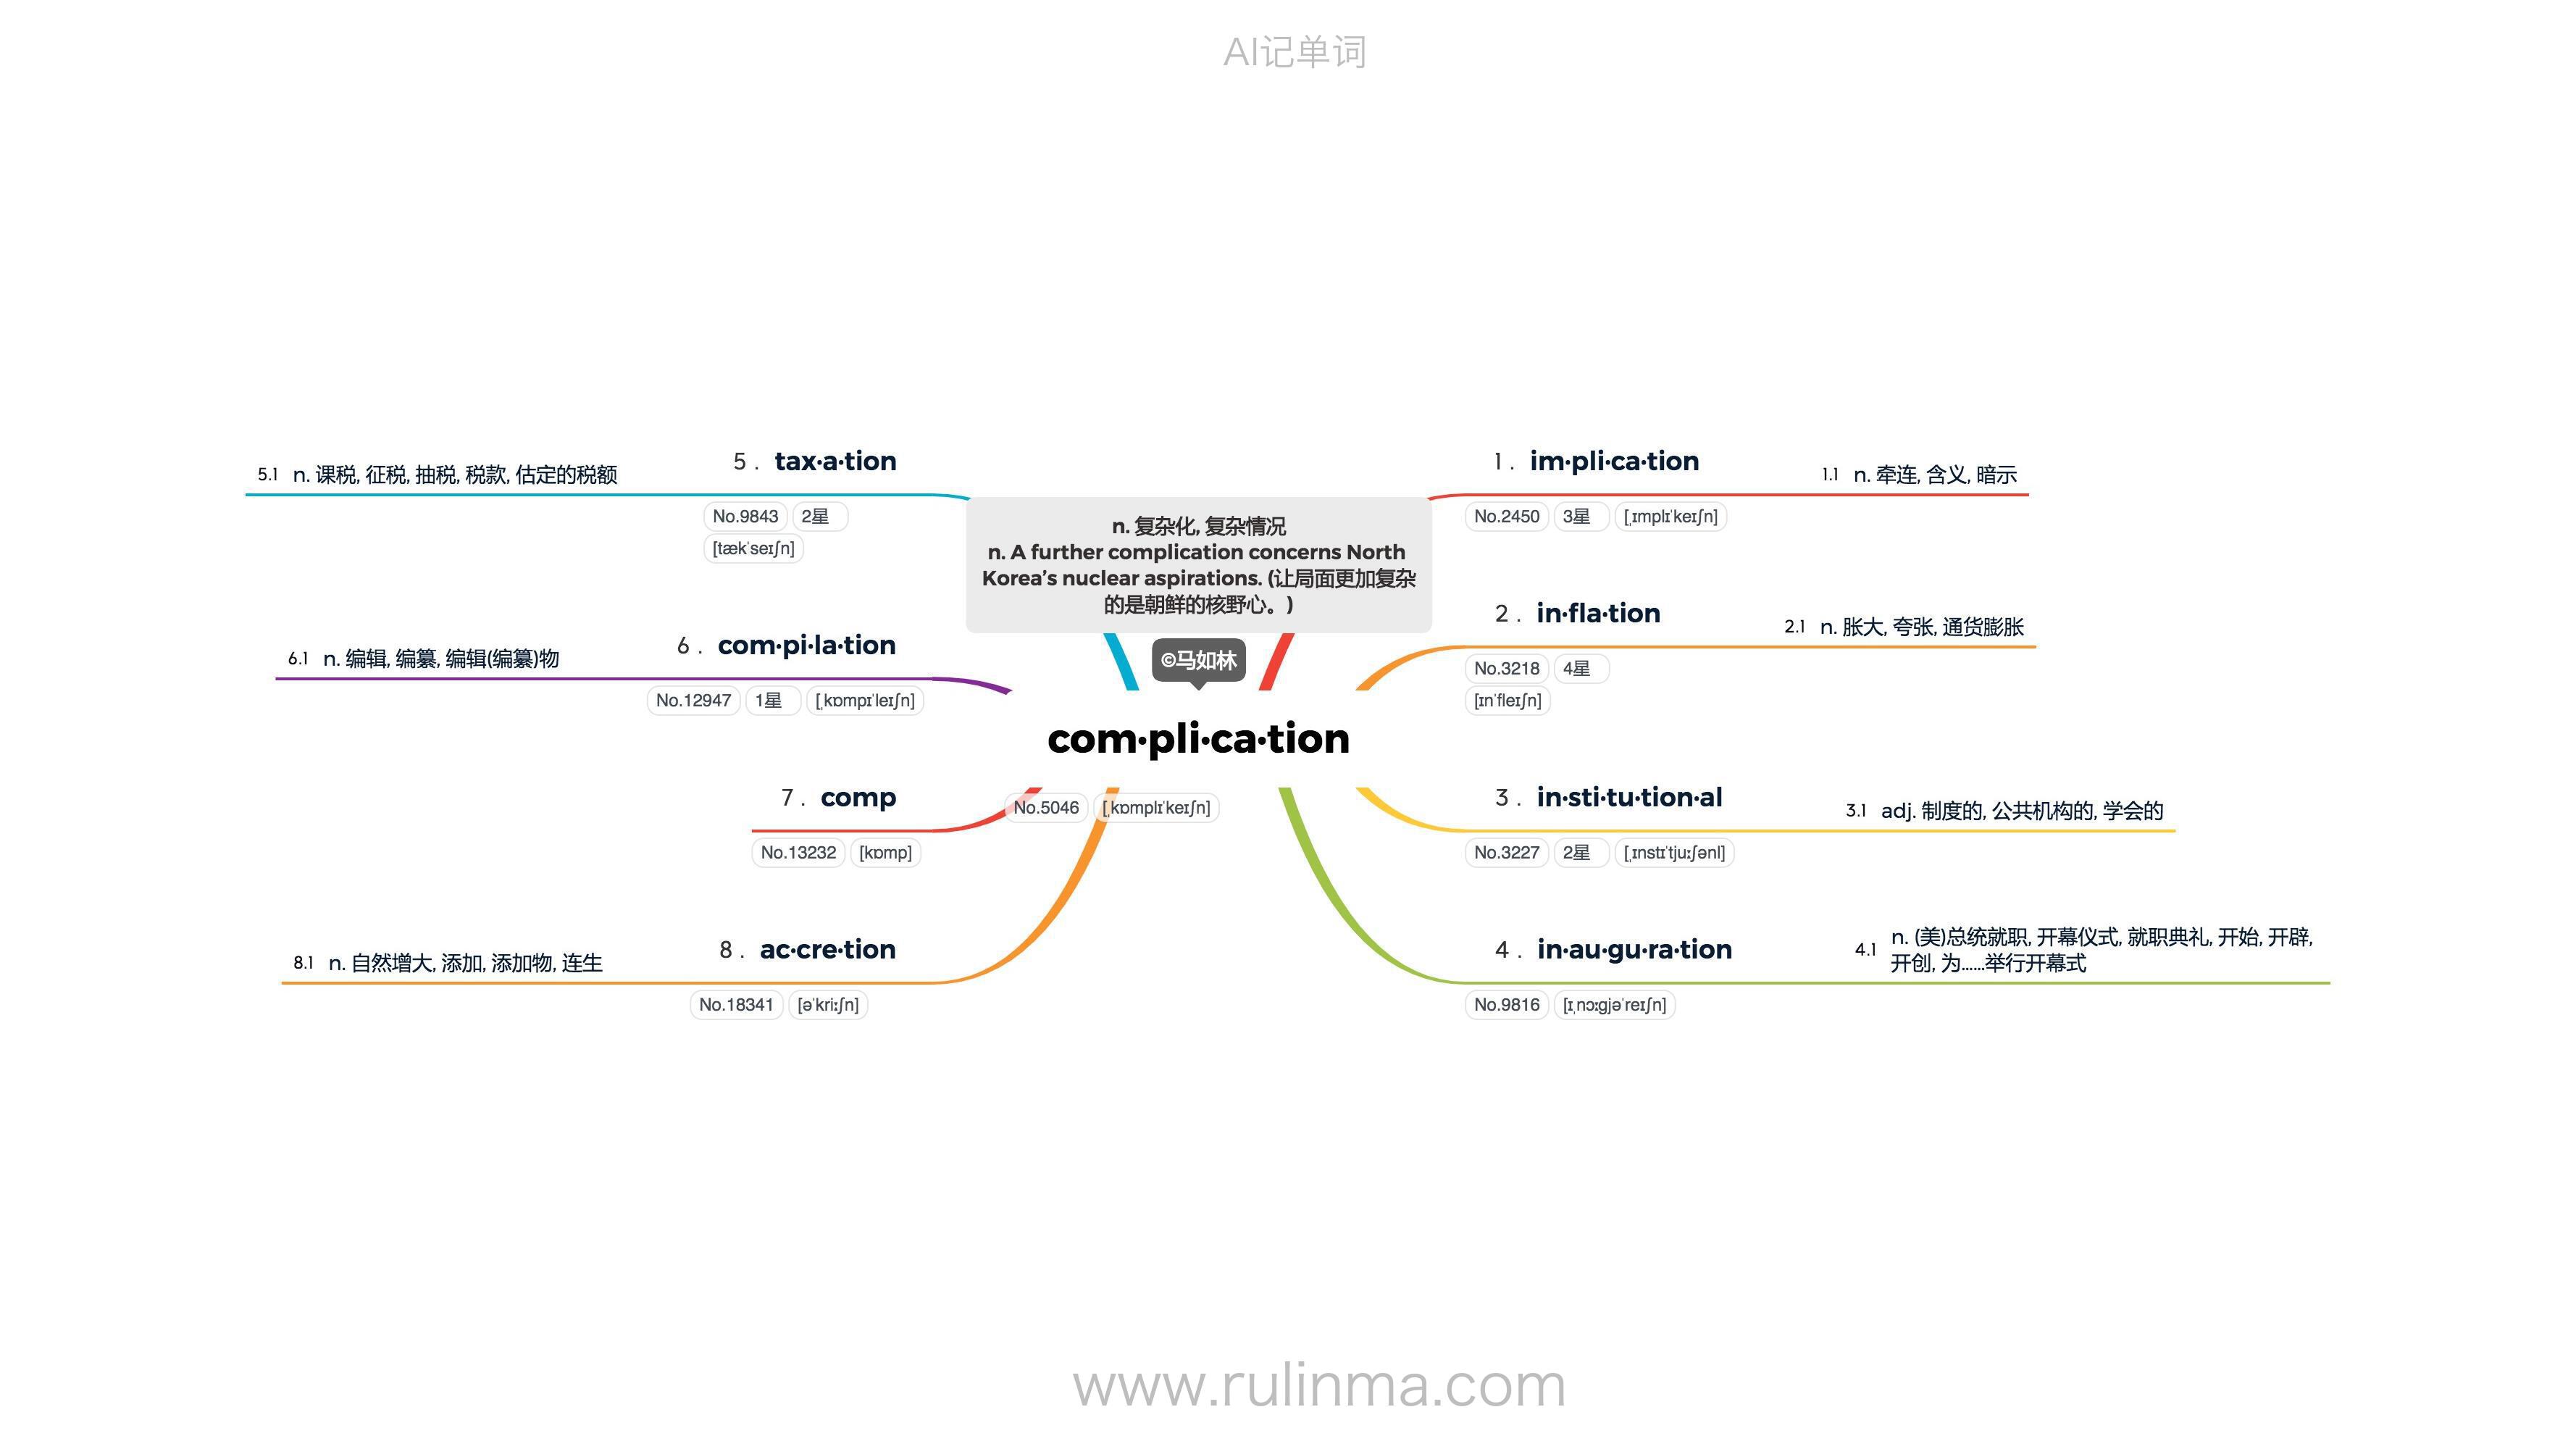 AI记单词
n. 复杂化, 复杂情况
n. A further complication concerns North
Korea’s nuclear aspirations. (让局面更加复杂
的是朝鲜的核野心。)
©马如林
com·pli·ca·tion
No.5046 [ˌkɒmplɪˈkeɪʃn]
1 . im·pli·ca·tion
No.2450 3星 [ˌɪmplɪˈkeɪʃn]
1.1 n. 牵连, 含义, 暗示
2 . in·fla·tion
No.3218 4星
[ɪnˈfleɪʃn]
2.1 n. 胀大, 夸张, 通货膨胀
3 . in·sti·tu·tion·al
No.3227 2星 [ˌɪnstɪˈtjuːʃənl]
3.1 adj. 制度的, 公共机构的, 学会的
4 . in·au·gu·ra·tion
No.9816 [ɪˌnɔːgjəˈreɪʃn]
4.1 n. (美)总统就职, 开幕仪式, 就职典礼, 开始, 开辟,
开创, 为……举行开幕式
5 . tax·a·tion
No.9843 2星
[tækˈseɪʃn]
5.1 n. 课税, 征税, 抽税, 税款, 估定的税额
6 . com·pi·la·tion
No.12947 1星 [ˌkɒmpɪˈleɪʃn]
6.1 n. 编辑, 编纂, 编辑(编纂)物
7 . comp
No.13232 [kɒmp]
8 . ac·cre·tion
No.18341 [əˈkriːʃn]
8.1 n. 自然增大, 添加, 添加物, 连生
www.rulinma.com